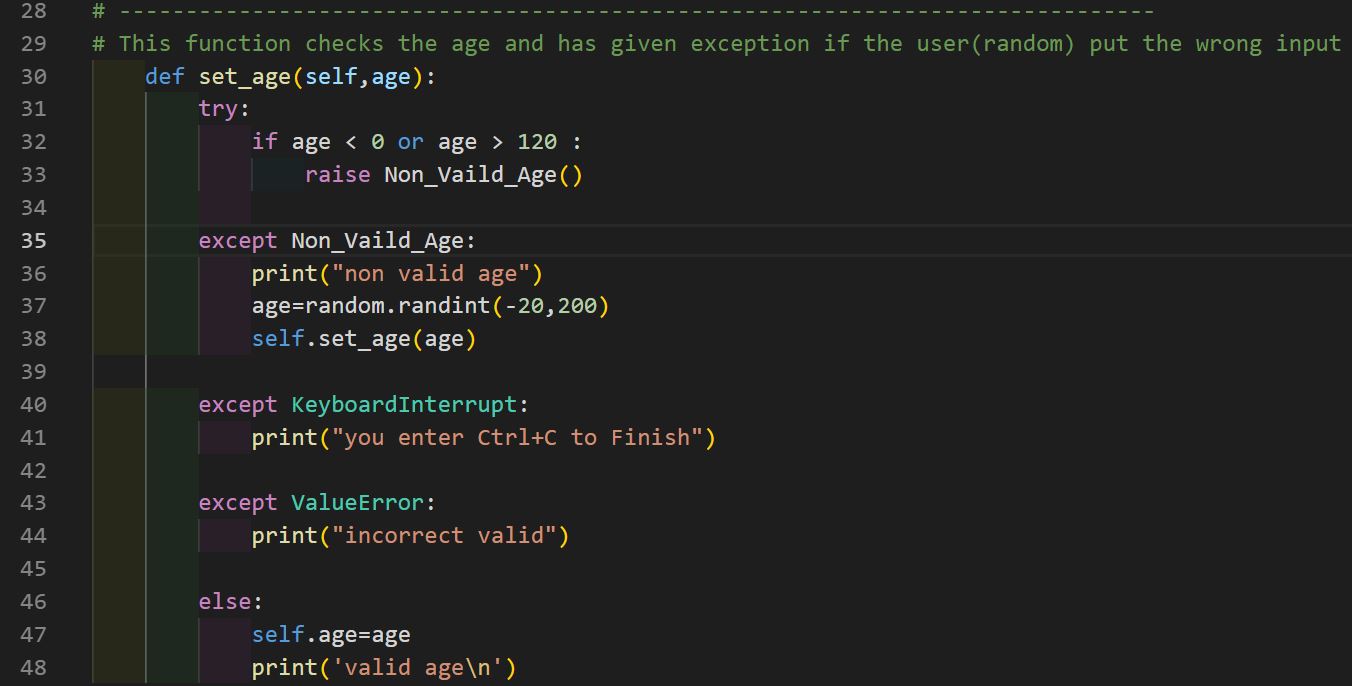 28 # ------------------------------------------------------------------------------
29 # This function checks the age and has given exception if the user(random) put the wrong input
30     def set_age(self,age):
31         try:
32             if age < 0 or age > 120 :
33                 raise Non_Vaild_Age()
34
35         except Non_Vaild_Age:
36             print("non valid age")
37             age=random.randint(-20,200)
38             self.set_age(age)
39
40         except KeyboardInterrupt:
41             print("you enter Ctrl+C to Finish")
42
43         except ValueError:
44             print("incorrect valid")
45
46         else:
47             self.age=age
48             print('valid age\n')